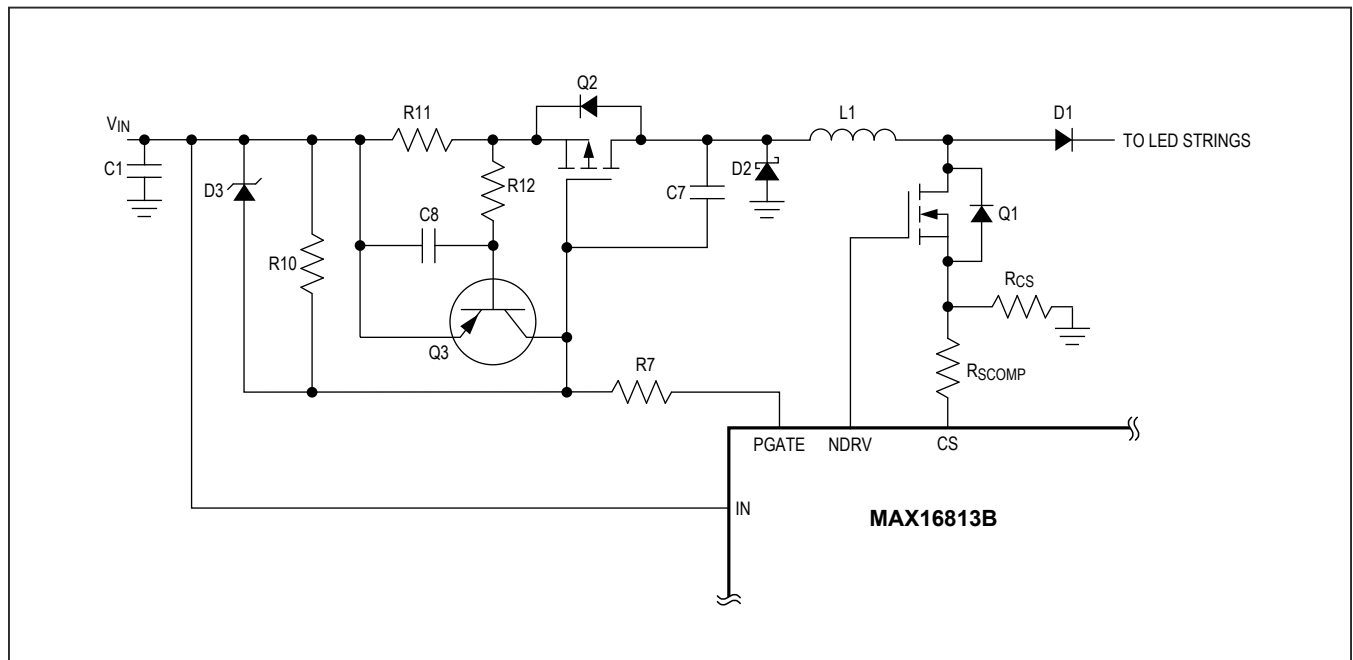 Q2
R11
L1
D1
VIN
TO LED STRINGS
C1
D2
D3
R12
C7
Q1
C8
R10
RCS
Q3
R7
RSCOMP
PGATE
NDRV
CS
IN
MAX16813B